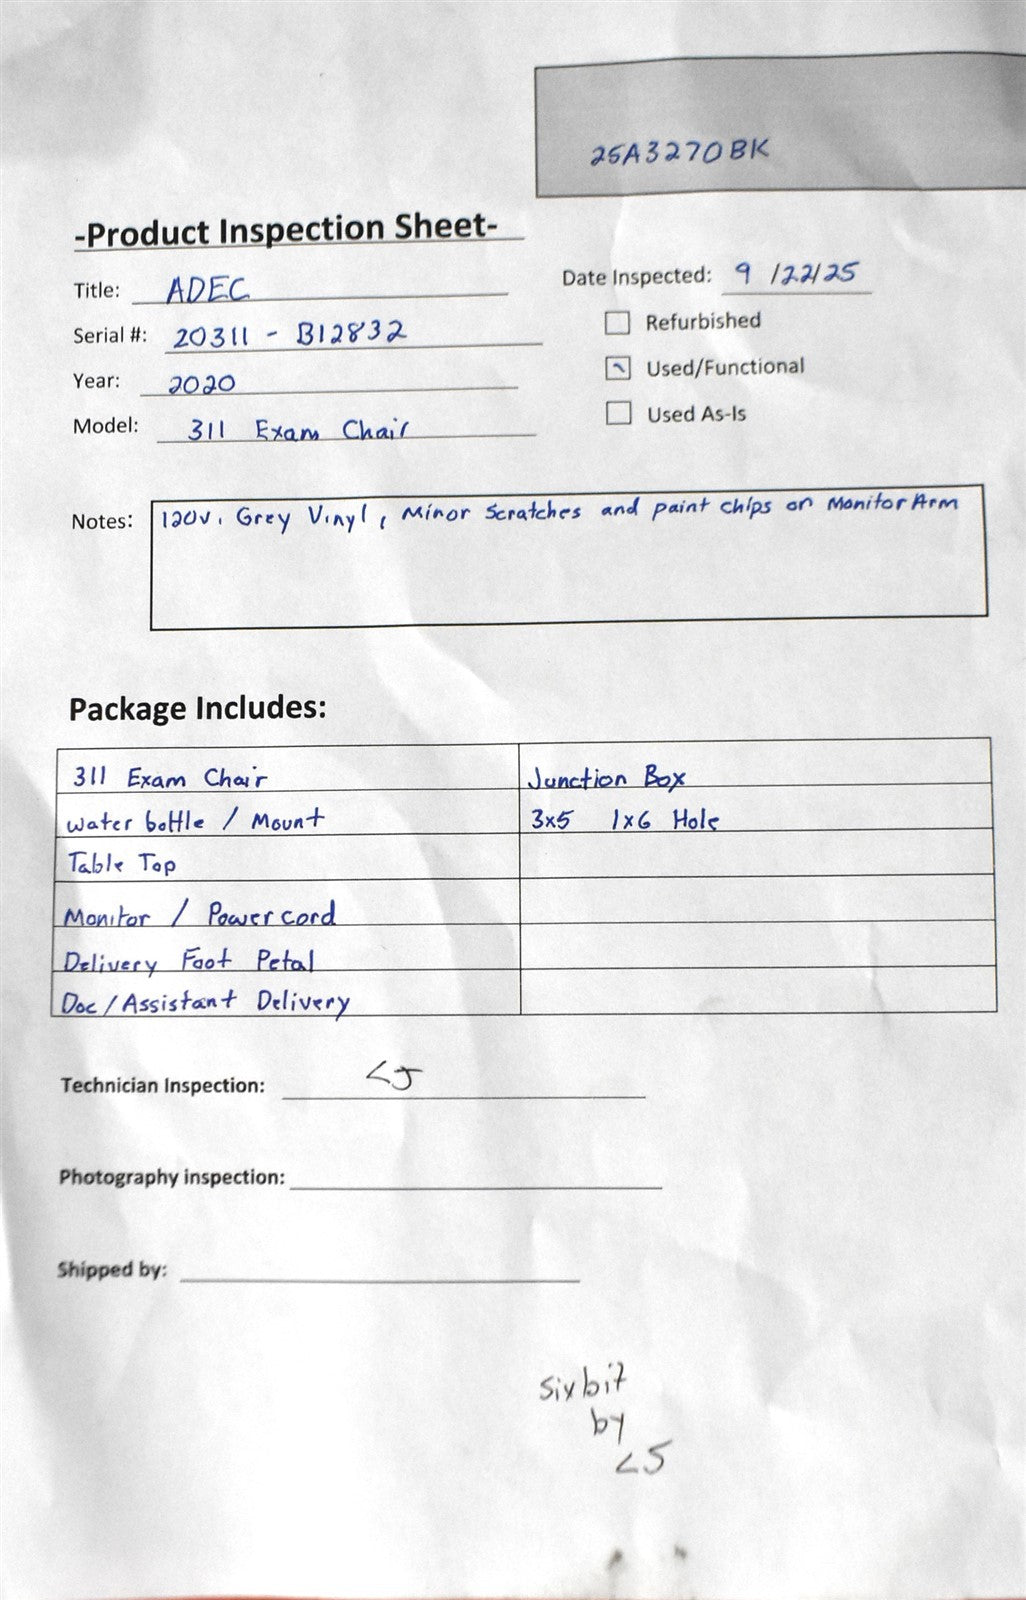 25A3270BK
-Product Inspection Sheet-
Title: ADEC
Date Inspected: 9/22/25
Serial #: 20311 - B12832
Refurbished
Year: 2020
Used/Functional
Model: 311 Exam Chair
Used As-Is
Notes: 120v, Grey Vinyl, Minor Scratches and paint chips on Monitor Arm
Package Includes:
311 Exam Chair Junction Box
water bottle / Mount 3x5 1x6 Hole
Table Top
Monitor / Power cord
Delivery Foot Petal
Doc/Assistant Delivery
Technician Inspection:
Photography inspection:
Shipped by:
sixbit
by